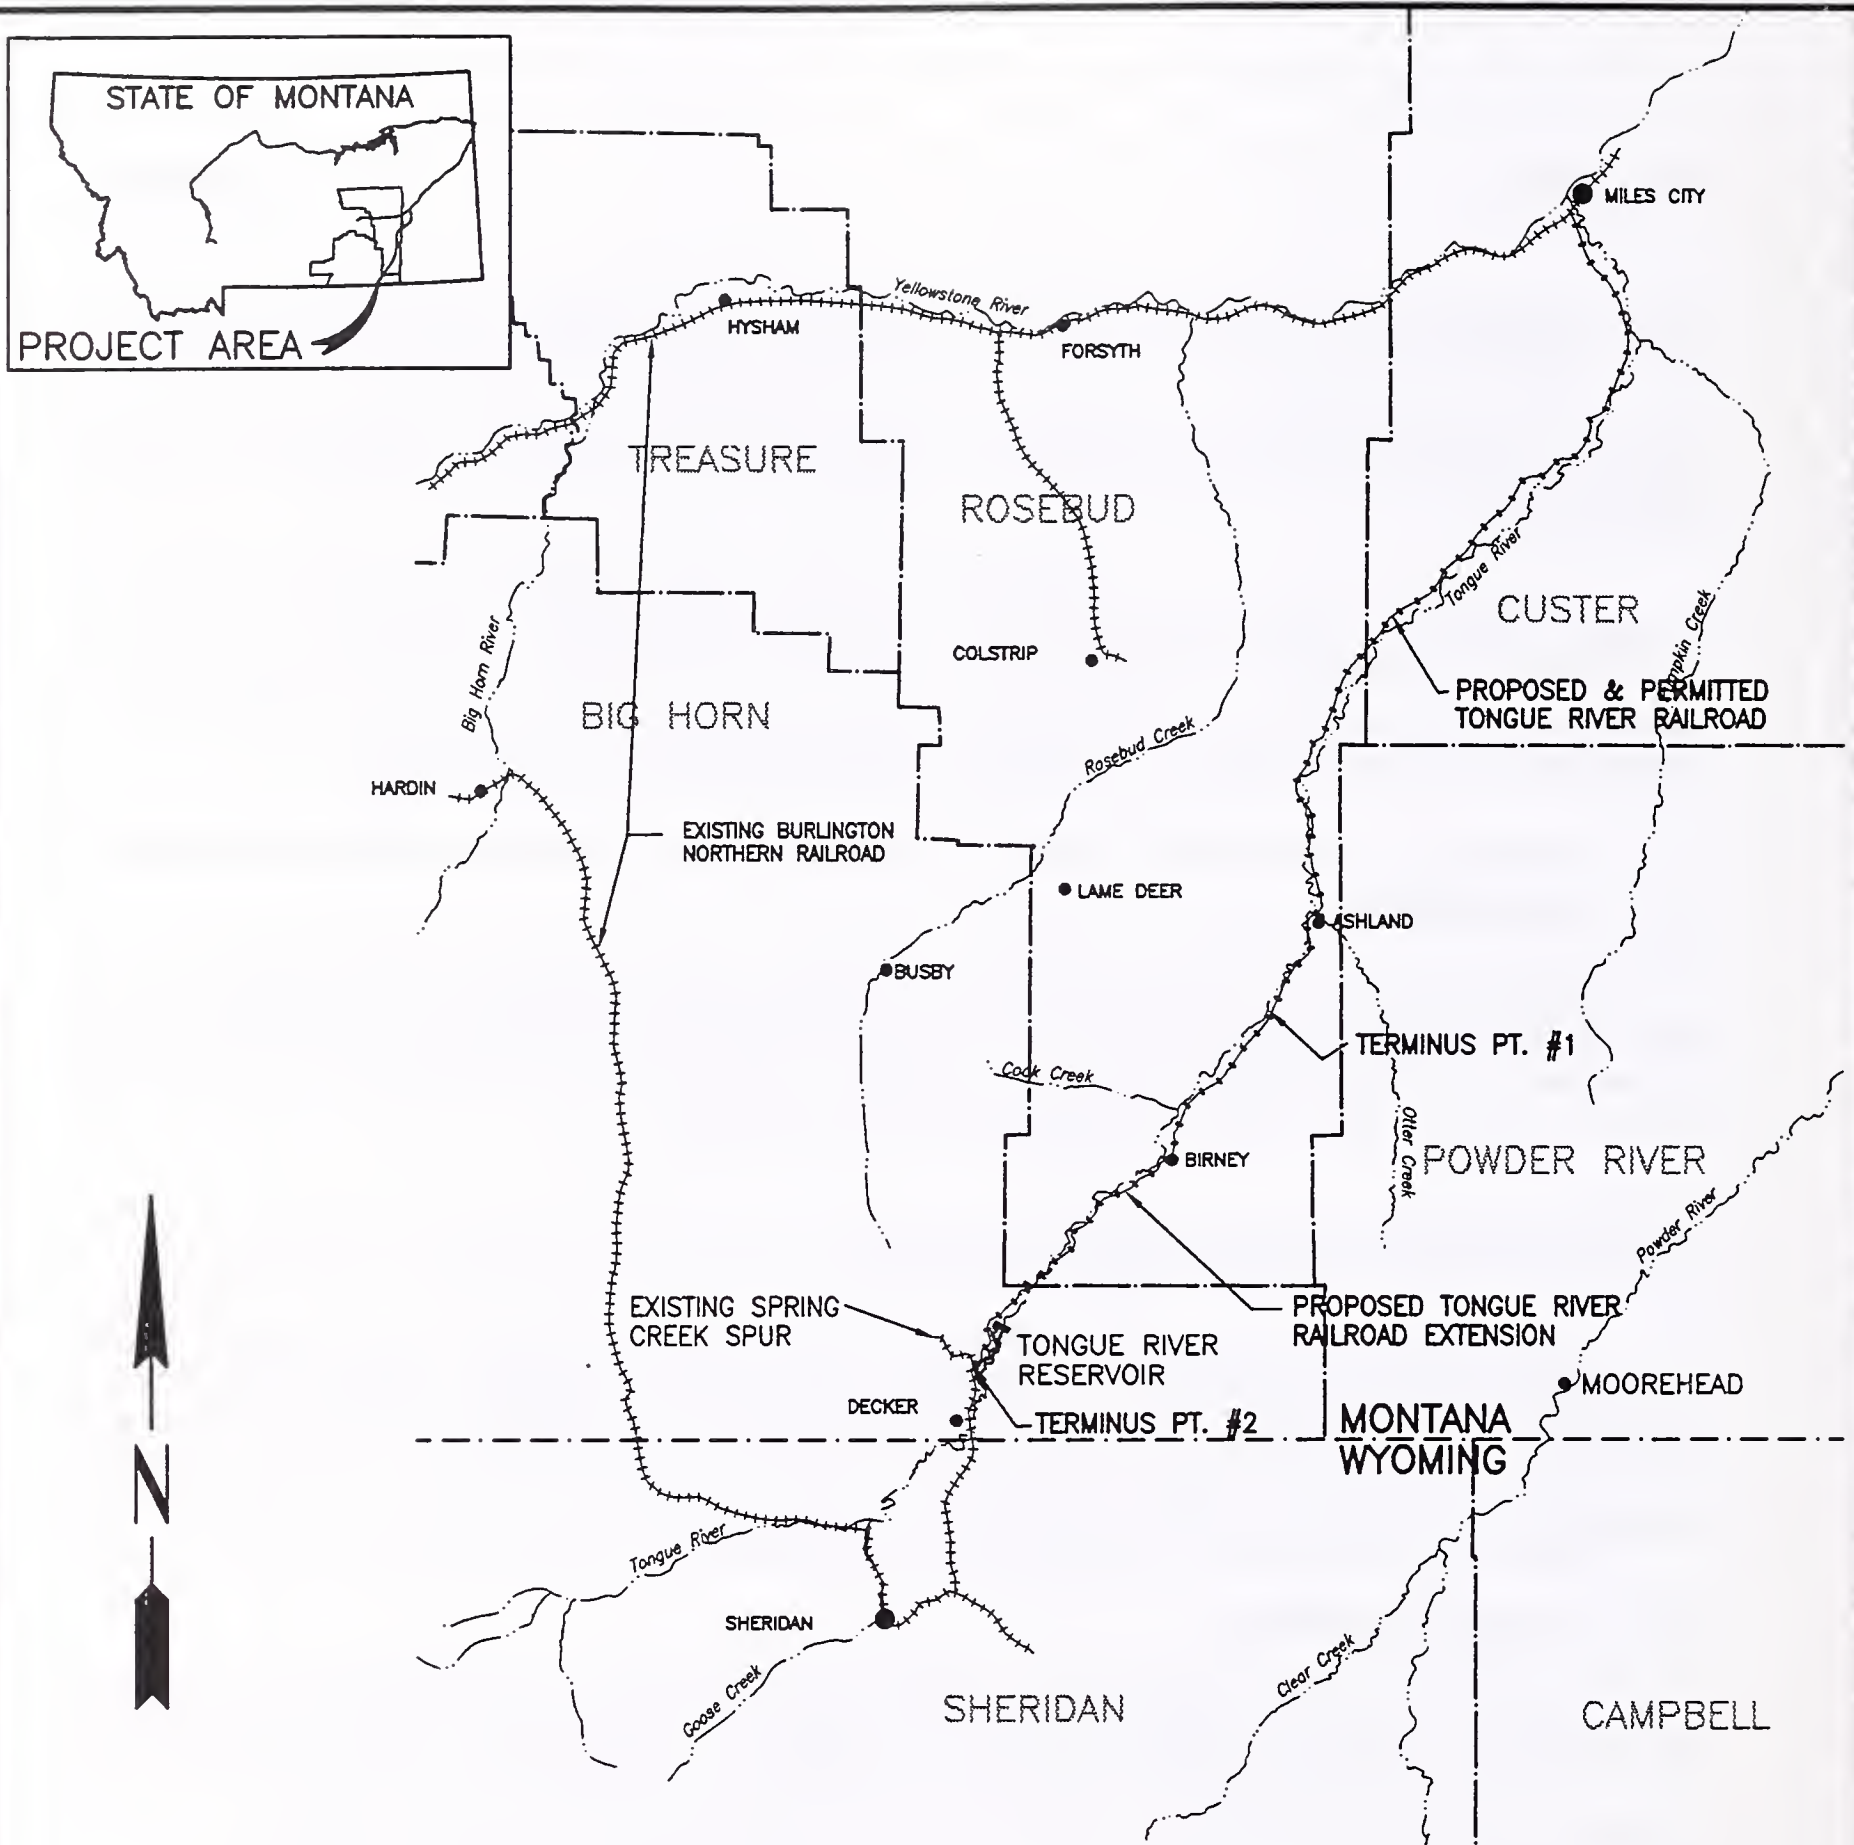 STATE OF MONTANA
PROJECT AREA
MILES CITY
Yellowstone River
HYSHAM
FORSYTH
TREASURE
ROSEBUD
Tongue River
CUSTER
COLSTRIP
Big Horn River
PROPOSED & PERMITTED
TONGUE RIVER RAILROAD
BIG HORN
Rosebud Creek
HARDIN
EXISTING BURLINGTON
NORTHERN RAILROAD
LAME DEER
ASHLAND
BUSBY
TERMINUS PT. #1
Cook Creek
Otter Creek
BIRNEY
POWDER RIVER
Powder River
EXISTING SPRING
CREEK SPUR
PROPOSED TONGUE RIVER
RAILROAD EXTENSION
TONGUE RIVER
RESERVOIR
MOOREHEAD
DECKER
TERMINUS PT. #2
MONTANA
WYOMING
N
Tongue River
SHERIDAN
Clear Creek
Goose Creek
SHERIDAN
CAMPBELL